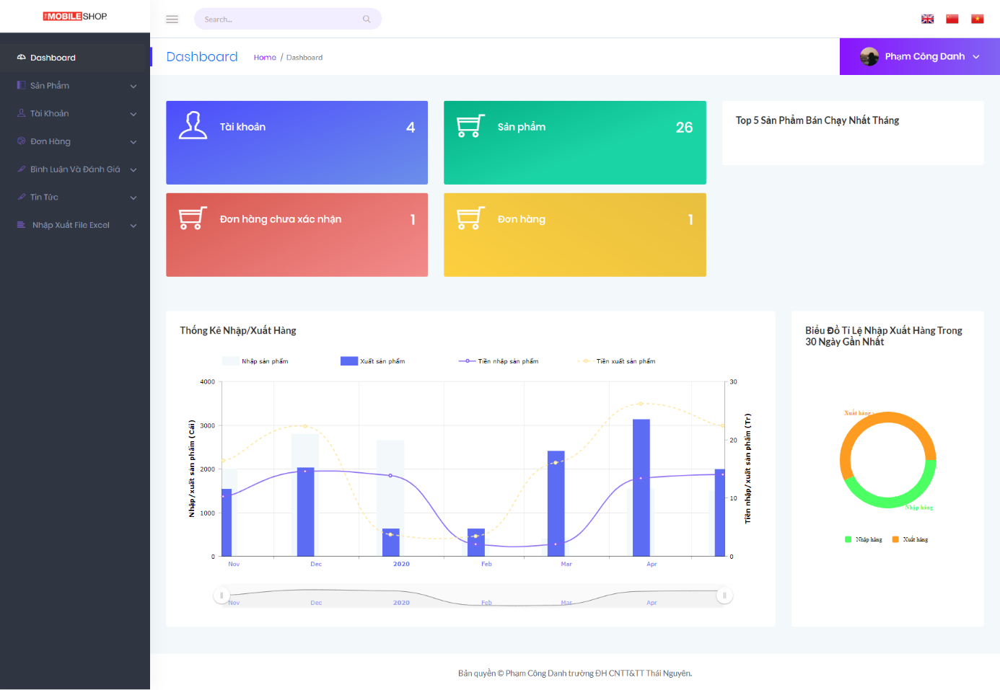 THE MOBILE SHOP.
Search...
Dashboard
Home / Dashboard
Phạm Công Danh
Dashboard
Sản Phẩm
Tài Khoản
Đơn Hàng
Bình Luận Và Đánh Giá
Tin Tức
Nhập Xuất File Excel
Tài khoản 4
Sản phẩm 26
Đơn hàng chưa xác nhận 1
Đơn hàng 1
Top 5 Sản Phẩm Bán Chạy Nhất Tháng
Thống Kê Nhập/Xuất Hàng
Nhập sản phẩm Xuất sản phẩm Tiền nhập sản phẩm Tiền xuất sản phẩm
4000
3000
2000
1000
0
Nhập/xuất sản phẩm (Cái)
30
20
10
0
Tiền nhập/xuất sản phẩm (Tr)
Nov Dec 2020 Feb Mar Apr
Nov Dec 2020 Feb Mar Apr
Biểu Đồ Tỉ Lệ Nhập Xuất Hàng Trong
30 Ngày Gần Nhất
Xuất hàng
Nhập hàng
Nhập hàng Xuất hàng
Bản quyền © Phạm Công Danh trường ĐH CNTT&TT Thái Nguyên.